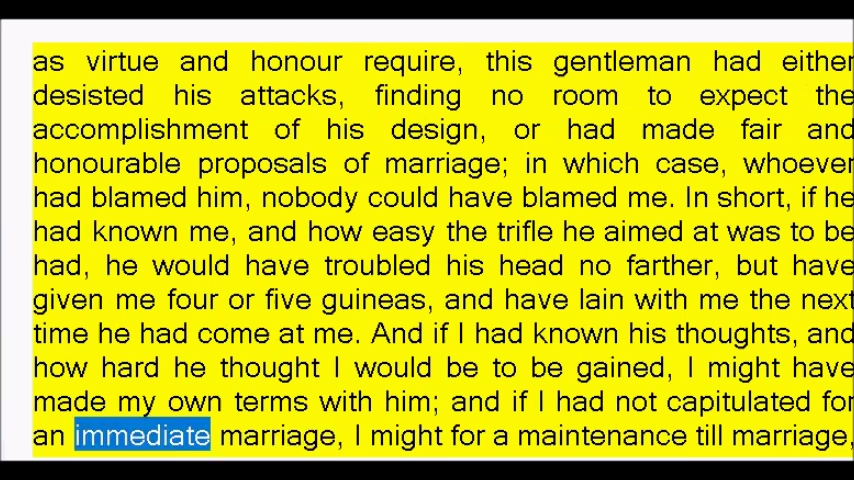 as virtue and honour require, this gentleman had either
desisted his attacks, finding no room to expect the
accomplishment of his design, or had made fair and
honourable proposals of marriage; in which case, whoever
had blamed him, nobody could have blamed me. In short, if he
had known me, and how easy the trifle he aimed at was to be
had, he would have troubled his head no farther, but have
given me four or five guineas, and have lain with me the next
time he had come at me. And if I had known his thoughts, and
how hard he thought I would be to be gained, I might have
made my own terms with him; and if I had not capitulated for
an immediate marriage, I might for a maintenance till marriage,